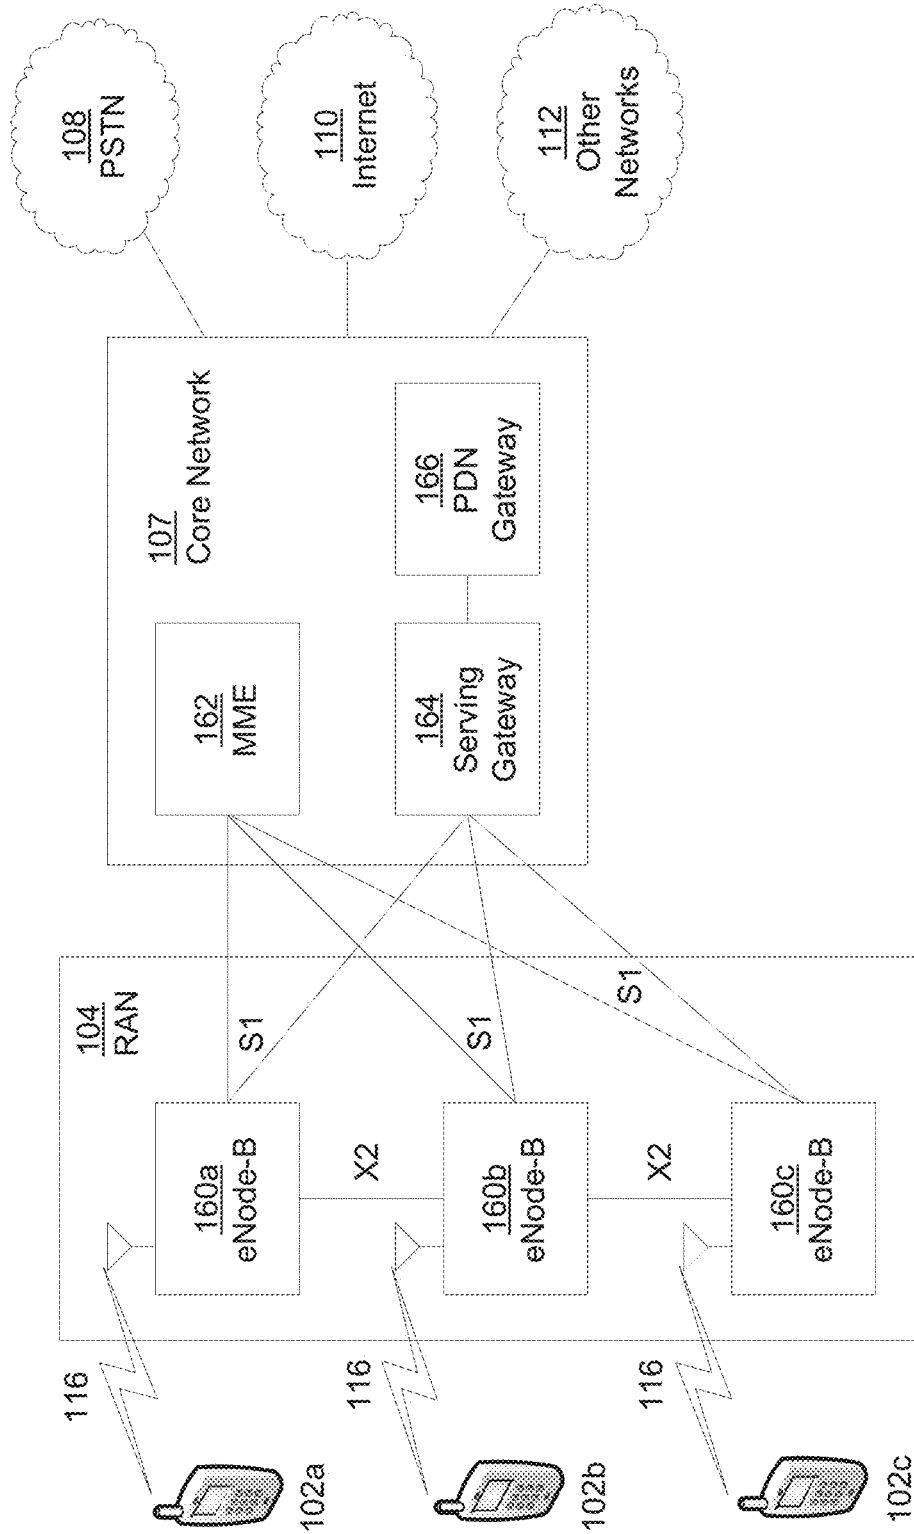 116
102a
116
102b
116
102c
104
RAN
160a
eNode-B
X2
160b
eNode-B
X2
160c
eNode-B
S1
S1
S1
107
Core Network
162
MME
164
Serving
Gateway
166
PDN
Gateway
108
PSTN
110
Internet
112
Other
Networks